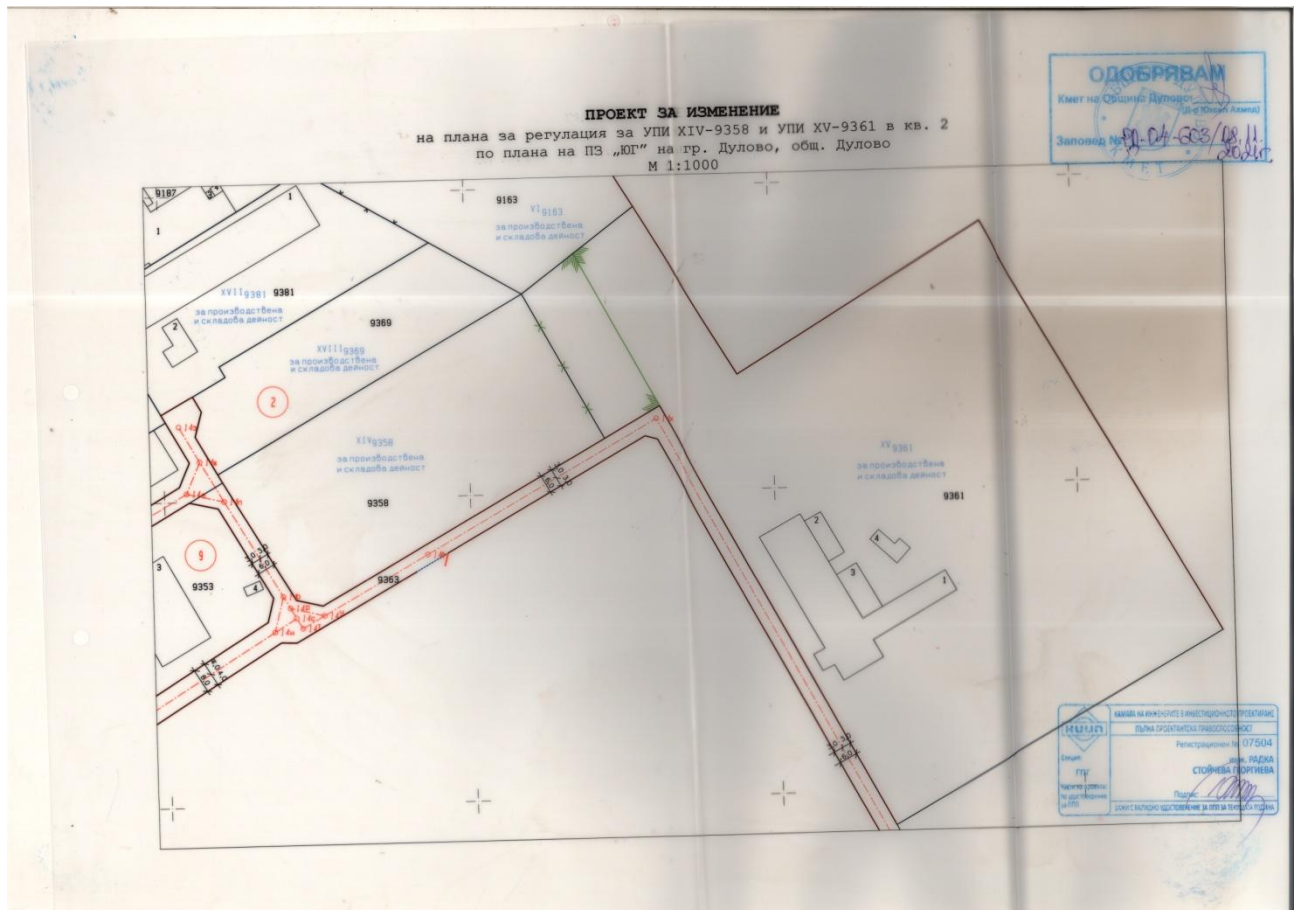 ПРОЕКТ ЗА ИЗМЕНЕНИЕ
на плана за регулация за УПИ XIV-9358 и УПИ XV-9361 в кв. 2
по плана на ПЗ „ЮГ" на гр. Дулово, общ. Дулово
М 1:1000
ОДОБРЯВАМ
Кмет на Община Дулово
Заповед №
9187
1
1
9163
VI 9163
за производствена
и складова дейност
XVII 9381 9381
за производствена
и складова дейност
2
9369
XVIII 9369
за производствена
и складова дейност
2
XIV 9358
за производствена
и складова дейност
9358
XV 9361
за производствена
и складова дейност
9361
2
4
3
1
9
3
9353
4
9363
КАМАРА НА ИНЖЕНЕРИТЕ В ИНВЕСТИЦИОННОТО ПРОЕКТИРАНЕ
ПЪЛНА ПРОЕКТАНТСКА ПРАВОСПОСОБНОСТ
КИИП
Регистрационен № 07504
Секция:
инж. РАДКА
СТОЙЧЕВА ГЕОРГИЕВА
Подпис